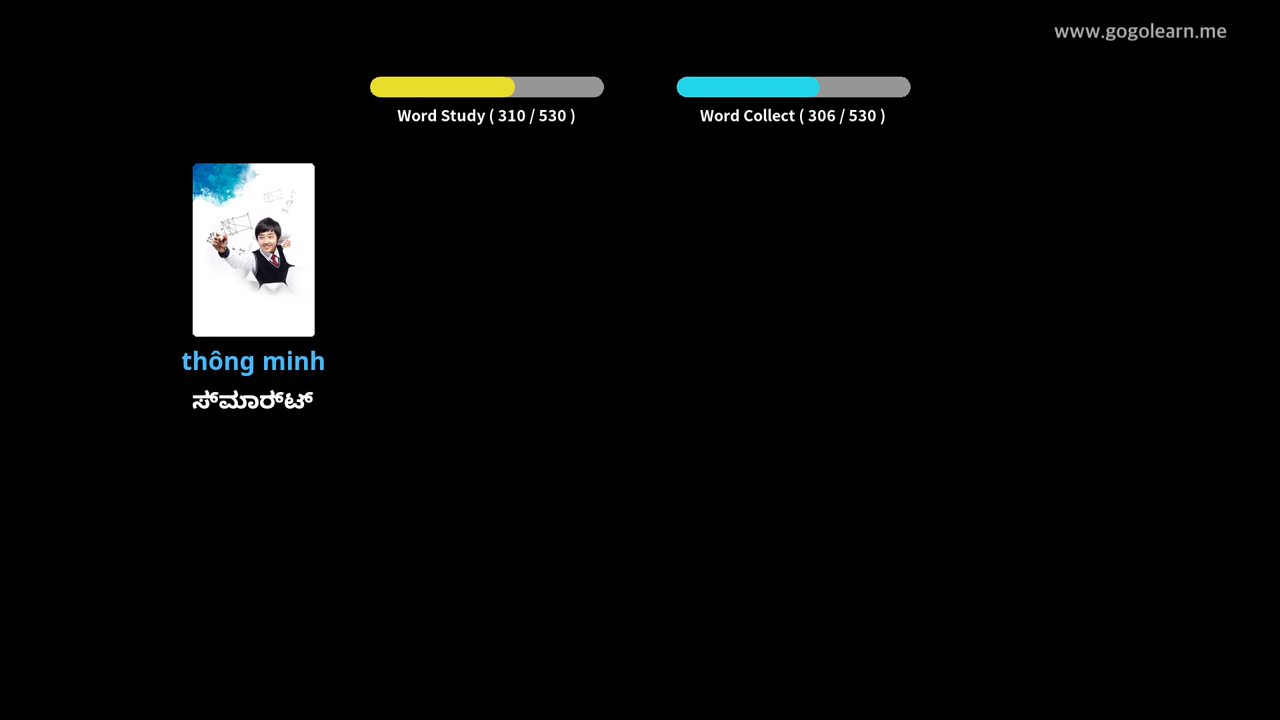 www.gogolearn.me
Word Study ( 310 / 530 )
Word Collect ( 306 / 530 )
thông minh
ಸ್‌ಮಾರ್‌ಟ್